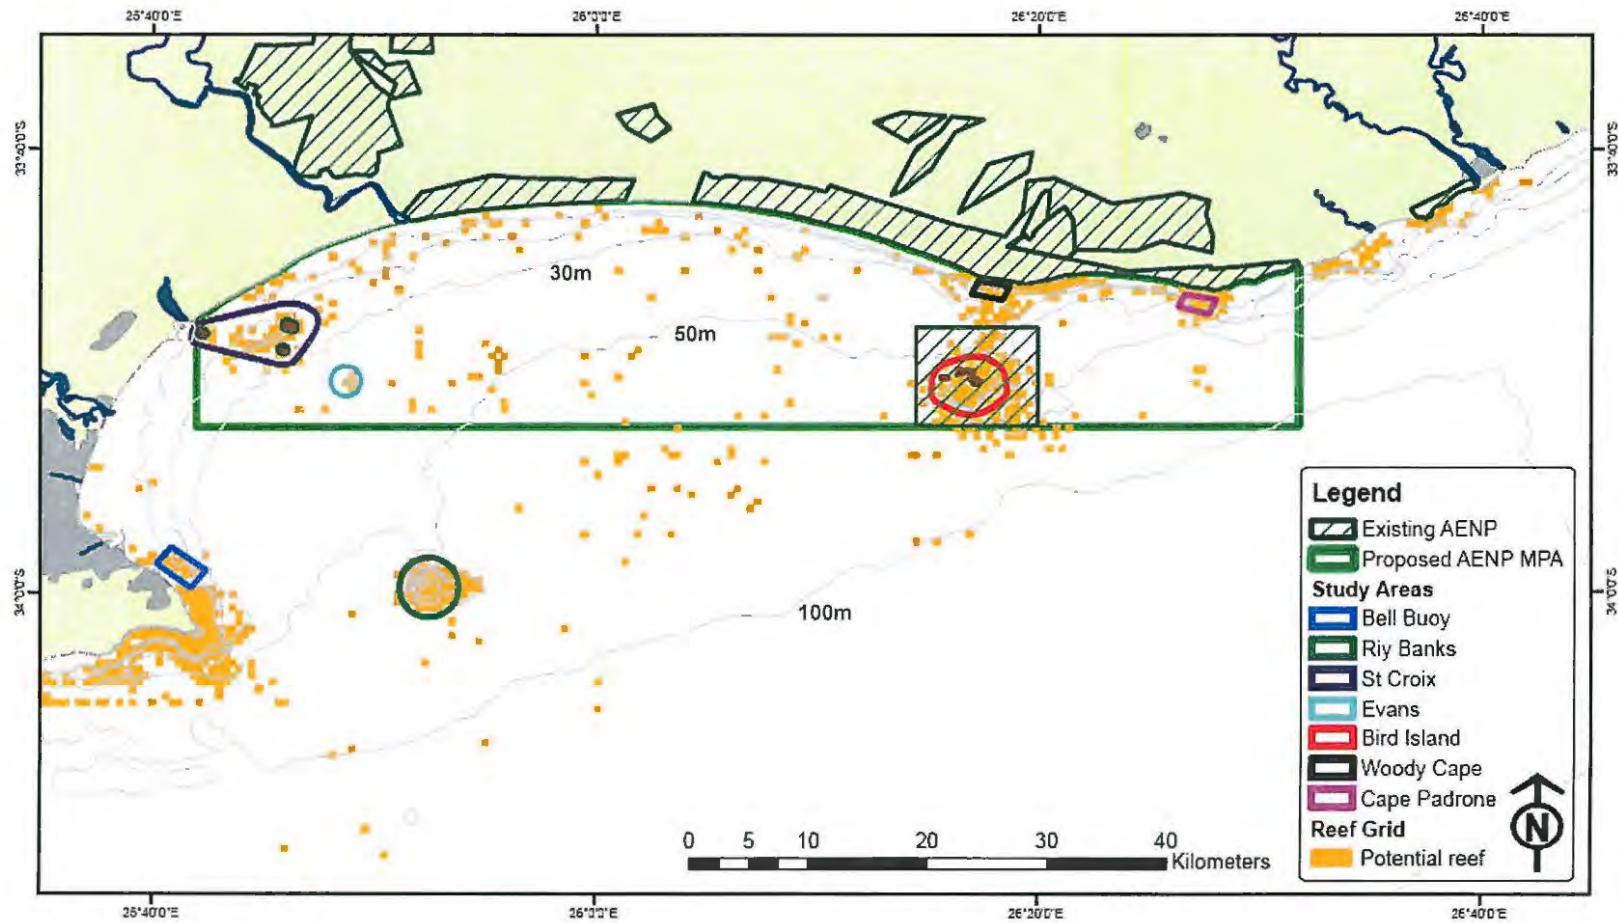 25°40'0"E 26°0'0"E 26°20'0"E 26°40'0"E
33°40'0"S 33°40'0"S
30m
50m
Legend
Existing AENP
Proposed AENP MPA
Study Areas
Bell Buoy
Riy Banks
St Croix
Evans
Bird Island
Woody Cape
Cape Padrone
Reef Grid
Potential reef
N
34°0'0"S 34°0'0"S
100m
0 5 10 20 30 40
Kilometers
25°40'0"E 26°0'0"E 26°20'0"E 26°40'0"E